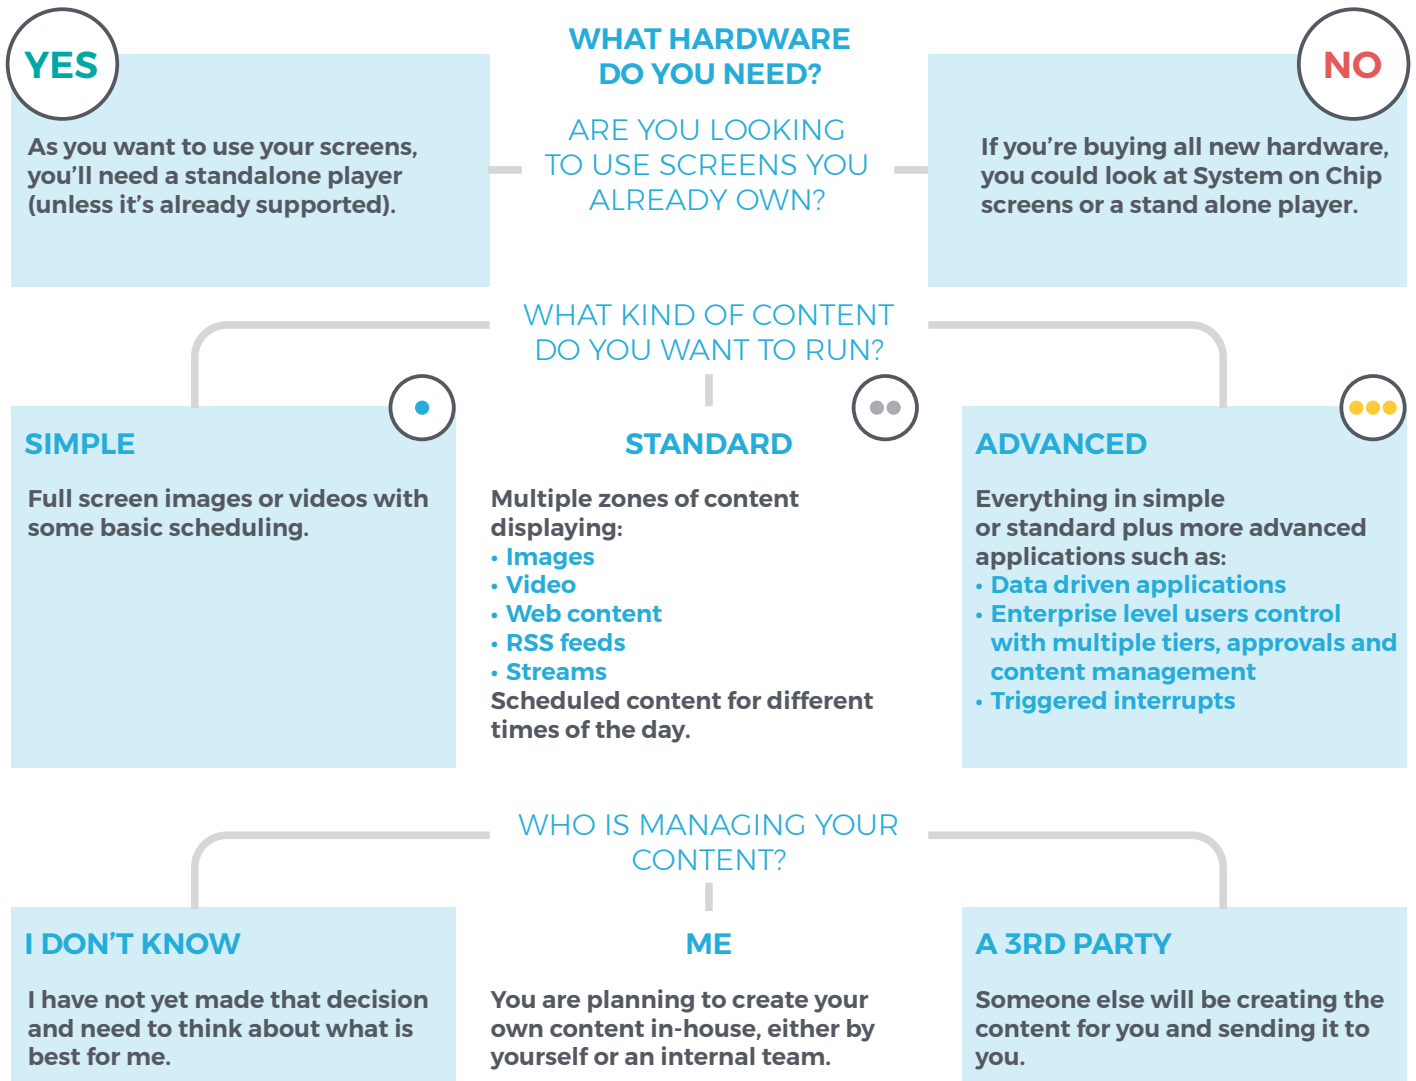 YES
WHAT HARDWARE
DO YOU NEED?
NO
ARE YOU LOOKING
TO USE SCREENS YOU
ALREADY OWN?
As you want to use your screens,
you'll need a standalone player
(unless it's already supported).
If you're buying all new hardware,
you could look at System on Chip
screens or a stand alone player.
WHAT KIND OF CONTENT
DO YOU WANT TO RUN?
SIMPLE
Full screen images or videos with
some basic scheduling.
STANDARD
Multiple zones of content
displaying:
• Images
• Video
• Web content
• RSS feeds
• Streams
Scheduled content for different
times of the day.
ADVANCED
Everything in simple
or standard plus more advanced
applications such as:
• Data driven applications
• Enterprise level users control
with multiple tiers, approvals and
content management
• Triggered interrupts
WHO IS MANAGING YOUR
CONTENT?
I DON'T KNOW
I have not yet made that decision
and need to think about what is
best for me.
ME
You are planning to create your
own content in-house, either by
yourself or an internal team.
A 3RD PARTY
Someone else will be creating the
content for you and sending it to
you.